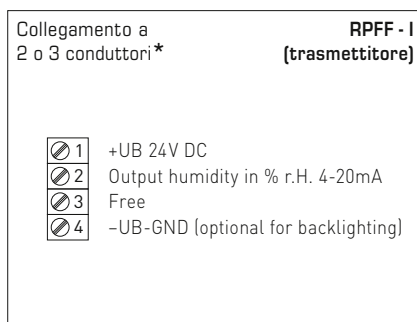 Collegamento a
2 o 3 conduttori*
RPFF - I
(trasmettitore)
1 +UB 24V DC
2 Output humidity in % r.H. 4-20mA
3 Free
4 –UB-GND (optional for backlighting)